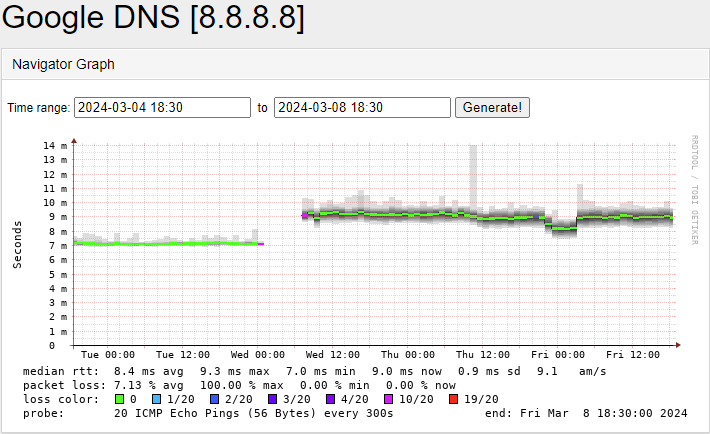 Google DNS [8.8.8.8]
Navigator Graph
Time range: 2024-03-04 18:30 to 2024-03-08 18:30 Generate!
RRDTOOL / TOBI OETIKER
Seconds
14 m
13 m
12 m
11 m
10 m
9 m
8 m
7 m
6 m
5 m
4 m
3 m
2 m
1 m
0
Tue 00:00 Tue 12:00 Wed 00:00 Wed 12:00 Thu 00:00 Thu 12:00 Fri 00:00 Fri 12:00
median rtt: 8.4 ms avg 9.3 ms max 7.0 ms min 9.0 ms now 0.9 ms sd 9.1 am/s
packet loss: 7.13 % avg 100.00 % max 0.00 % min 0.00 % now
loss color: 0 1/20 2/20 3/20 4/20 10/20 19/20
probe: 20 ICMP Echo Pings (56 Bytes) every 300s end: Fri Mar 8 18:30:00 2024